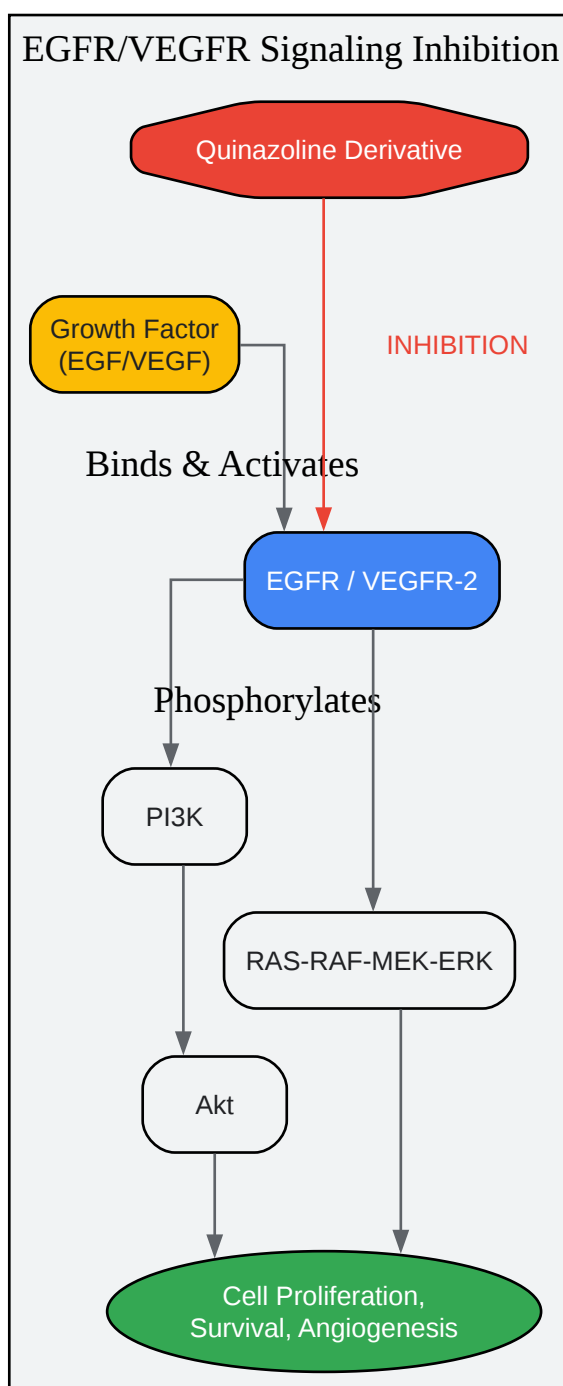 EGFR/VEGFR Signaling Inhibition
Quinazoline Derivative
Growth Factor
(EGF/VEGF)
INHIBITION
Binds & Activates
EGFR / VEGFR-2
Phosphorylates
PI3K
RAS-RAF-MEK-ERK
Akt
Cell Proliferation,
Survival, Angiogenesis